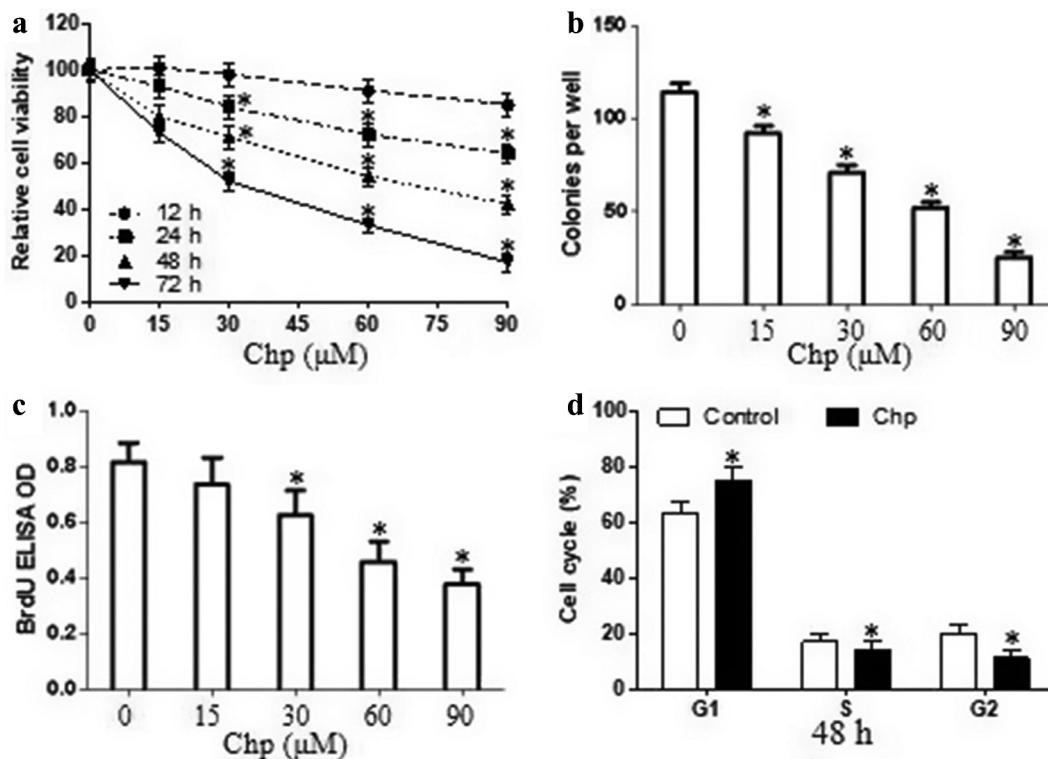 a
120
100
80
60
40
20
0
Relative cell viability
12 h
24 h
48 h
72 h
0 15 30 45 60 75 90
Chp (μM)
b
150
100
50
0
Colonies per well
* * * *
0 15 30 60 90
Chp (μM)
c
1.0
0.8
0.6
0.4
0.2
0.0
BrdU ELISA OD
* * *
0 15 30 60 90
Chp (μM)
d
100
80
60
40
20
0
Cell cycle (%)
Control Chp
* * *
G1 S G2
48 h